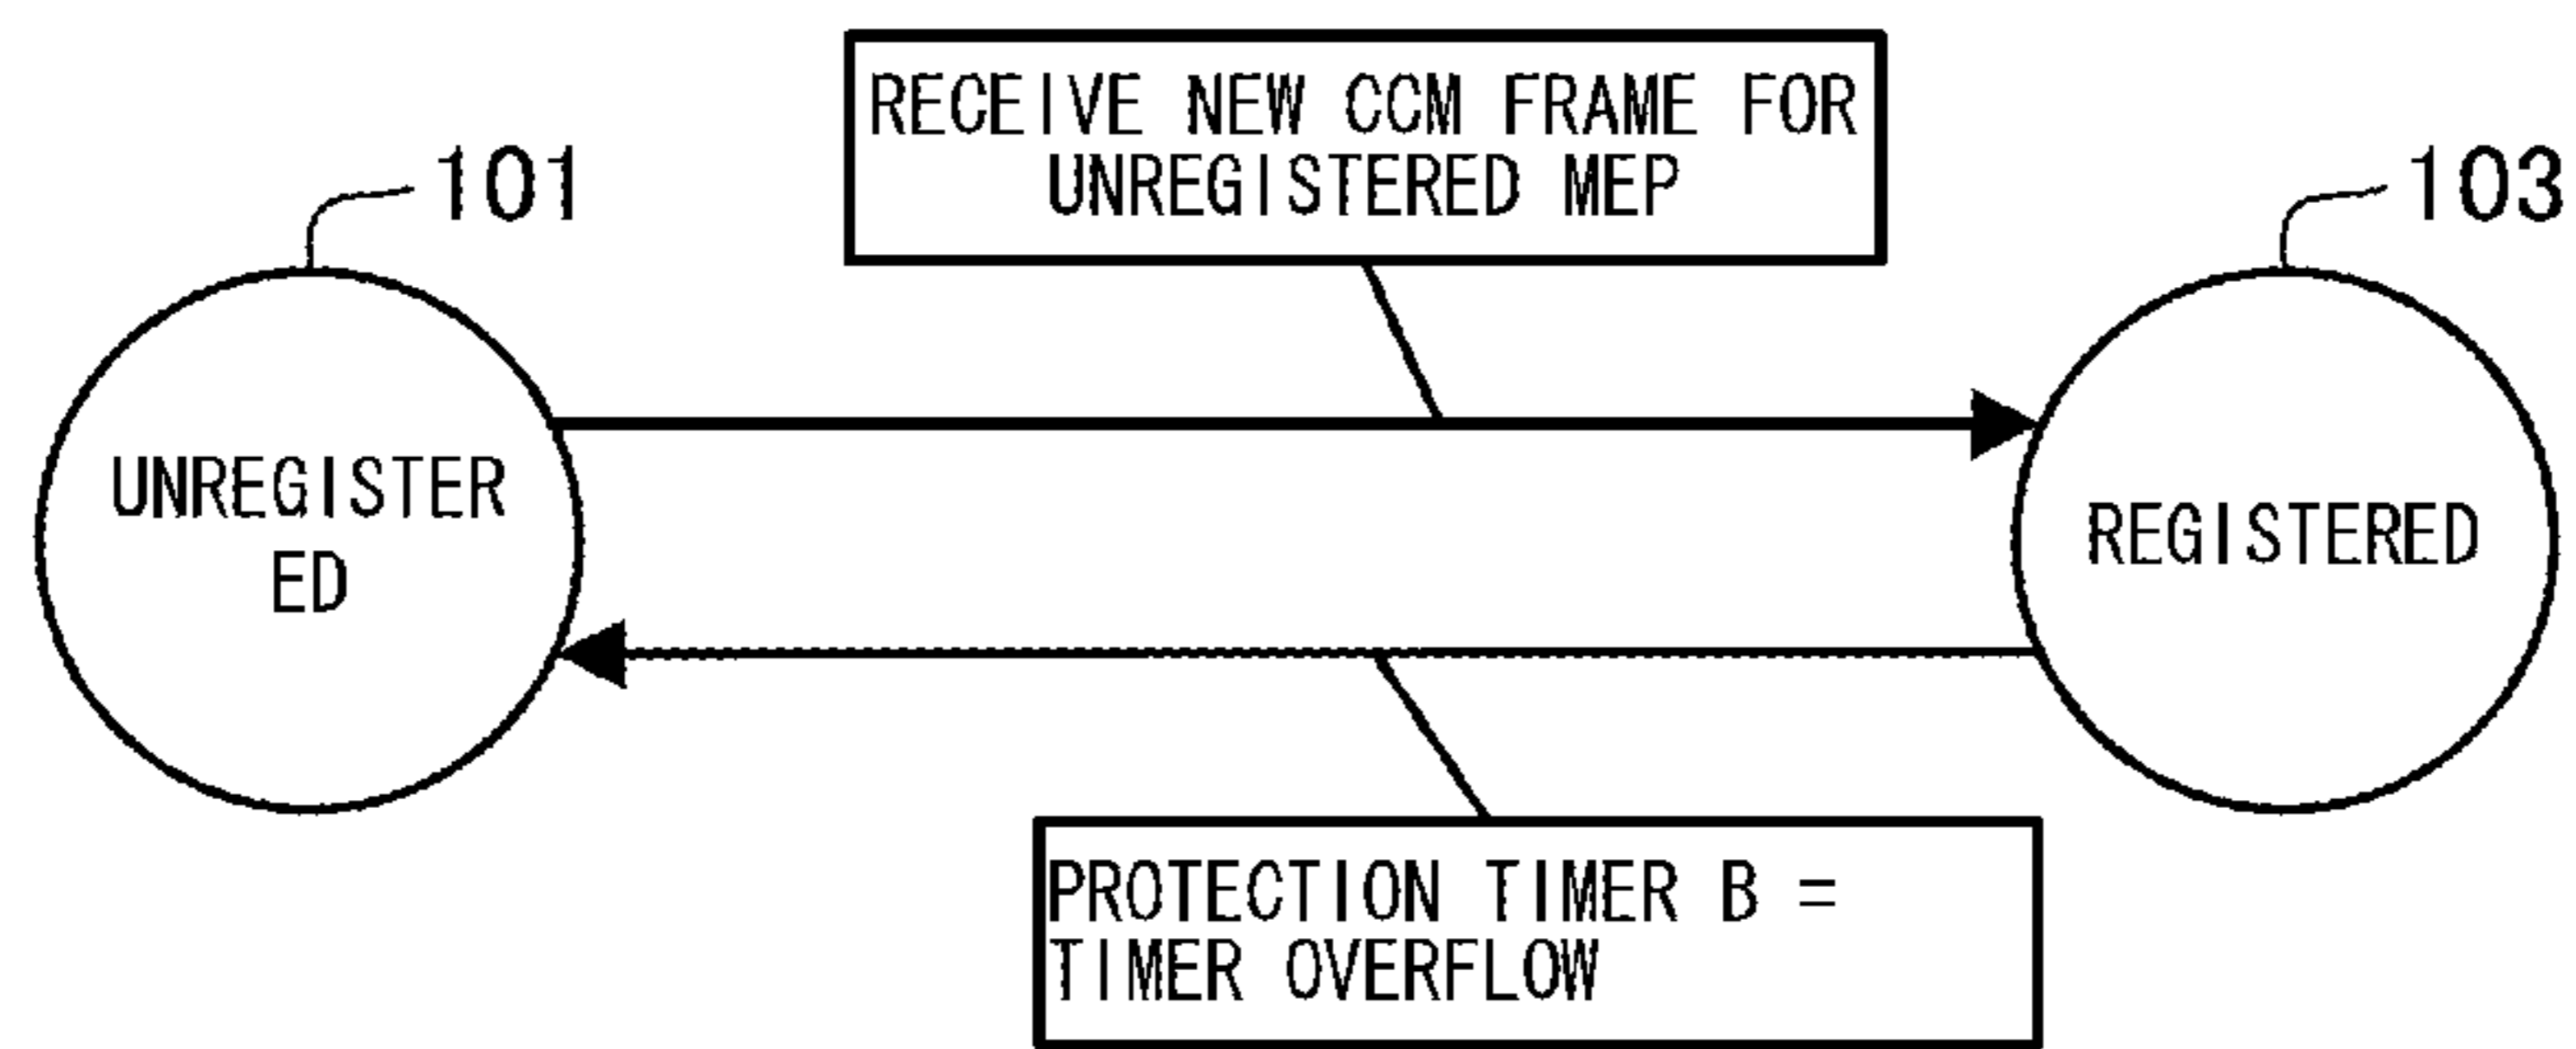 RECEIVE NEW CCM FRAME FOR
UNREGISTERED MEP
101
103
UNREGISTER
ED
REGISTERED
PROTECTION TIMER B =
TIMER OVERFLOW